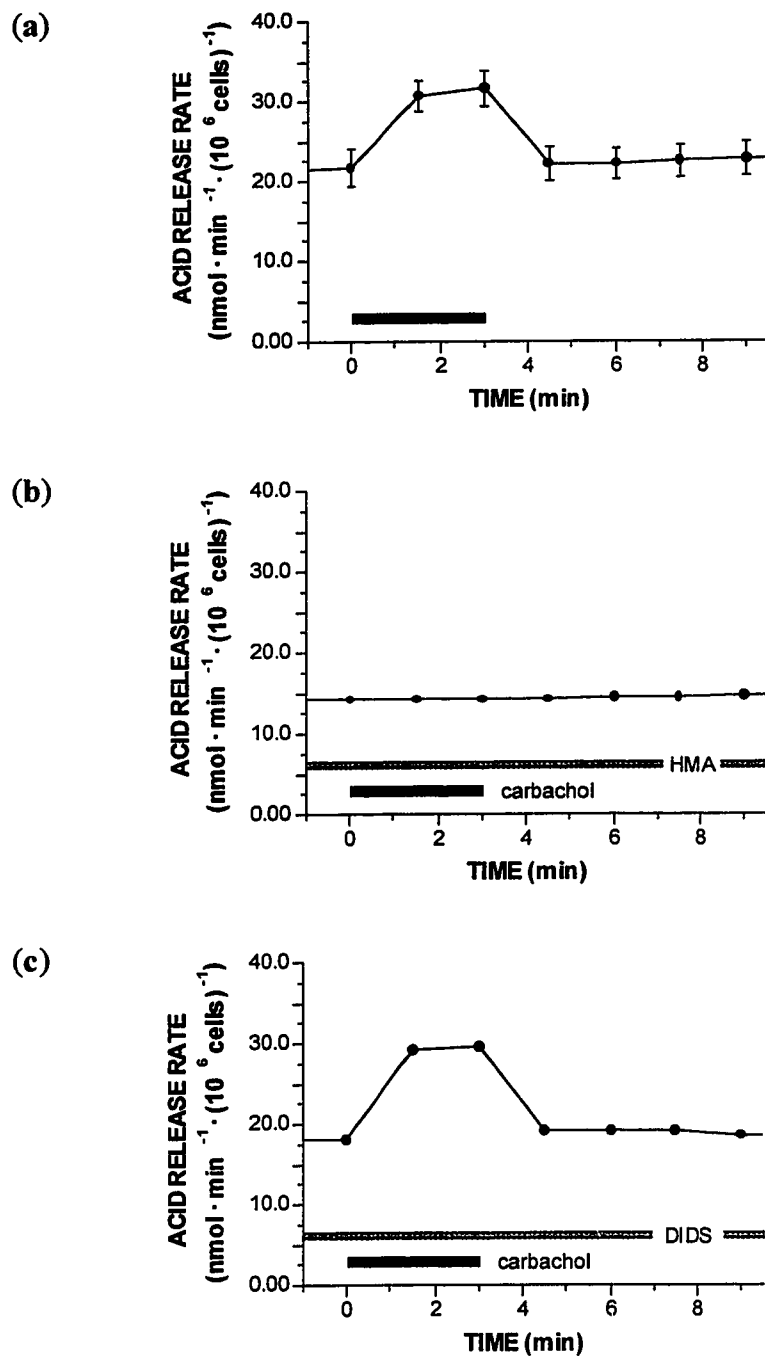 (a)
ACID RELEASE RATE
(nmol · min ⁻¹ · (10 ⁶ cells) ⁻¹)
40.0
30.0
20.0
10.0
0.00
0 2 4 6 8
TIME (min)
(b)
ACID RELEASE RATE
(nmol · min ⁻¹ · (10 ⁶ cells) ⁻¹)
40.0
30.0
20.0
10.0
0.00
HMA
carbachol
0 2 4 6 8
TIME (min)
(c)
ACID RELEASE RATE
(nmol · min ⁻¹ · (10 ⁶ cells) ⁻¹)
40.0
30.0
20.0
10.0
0.00
DIDS
carbachol
0 2 4 6 8
TIME (min)